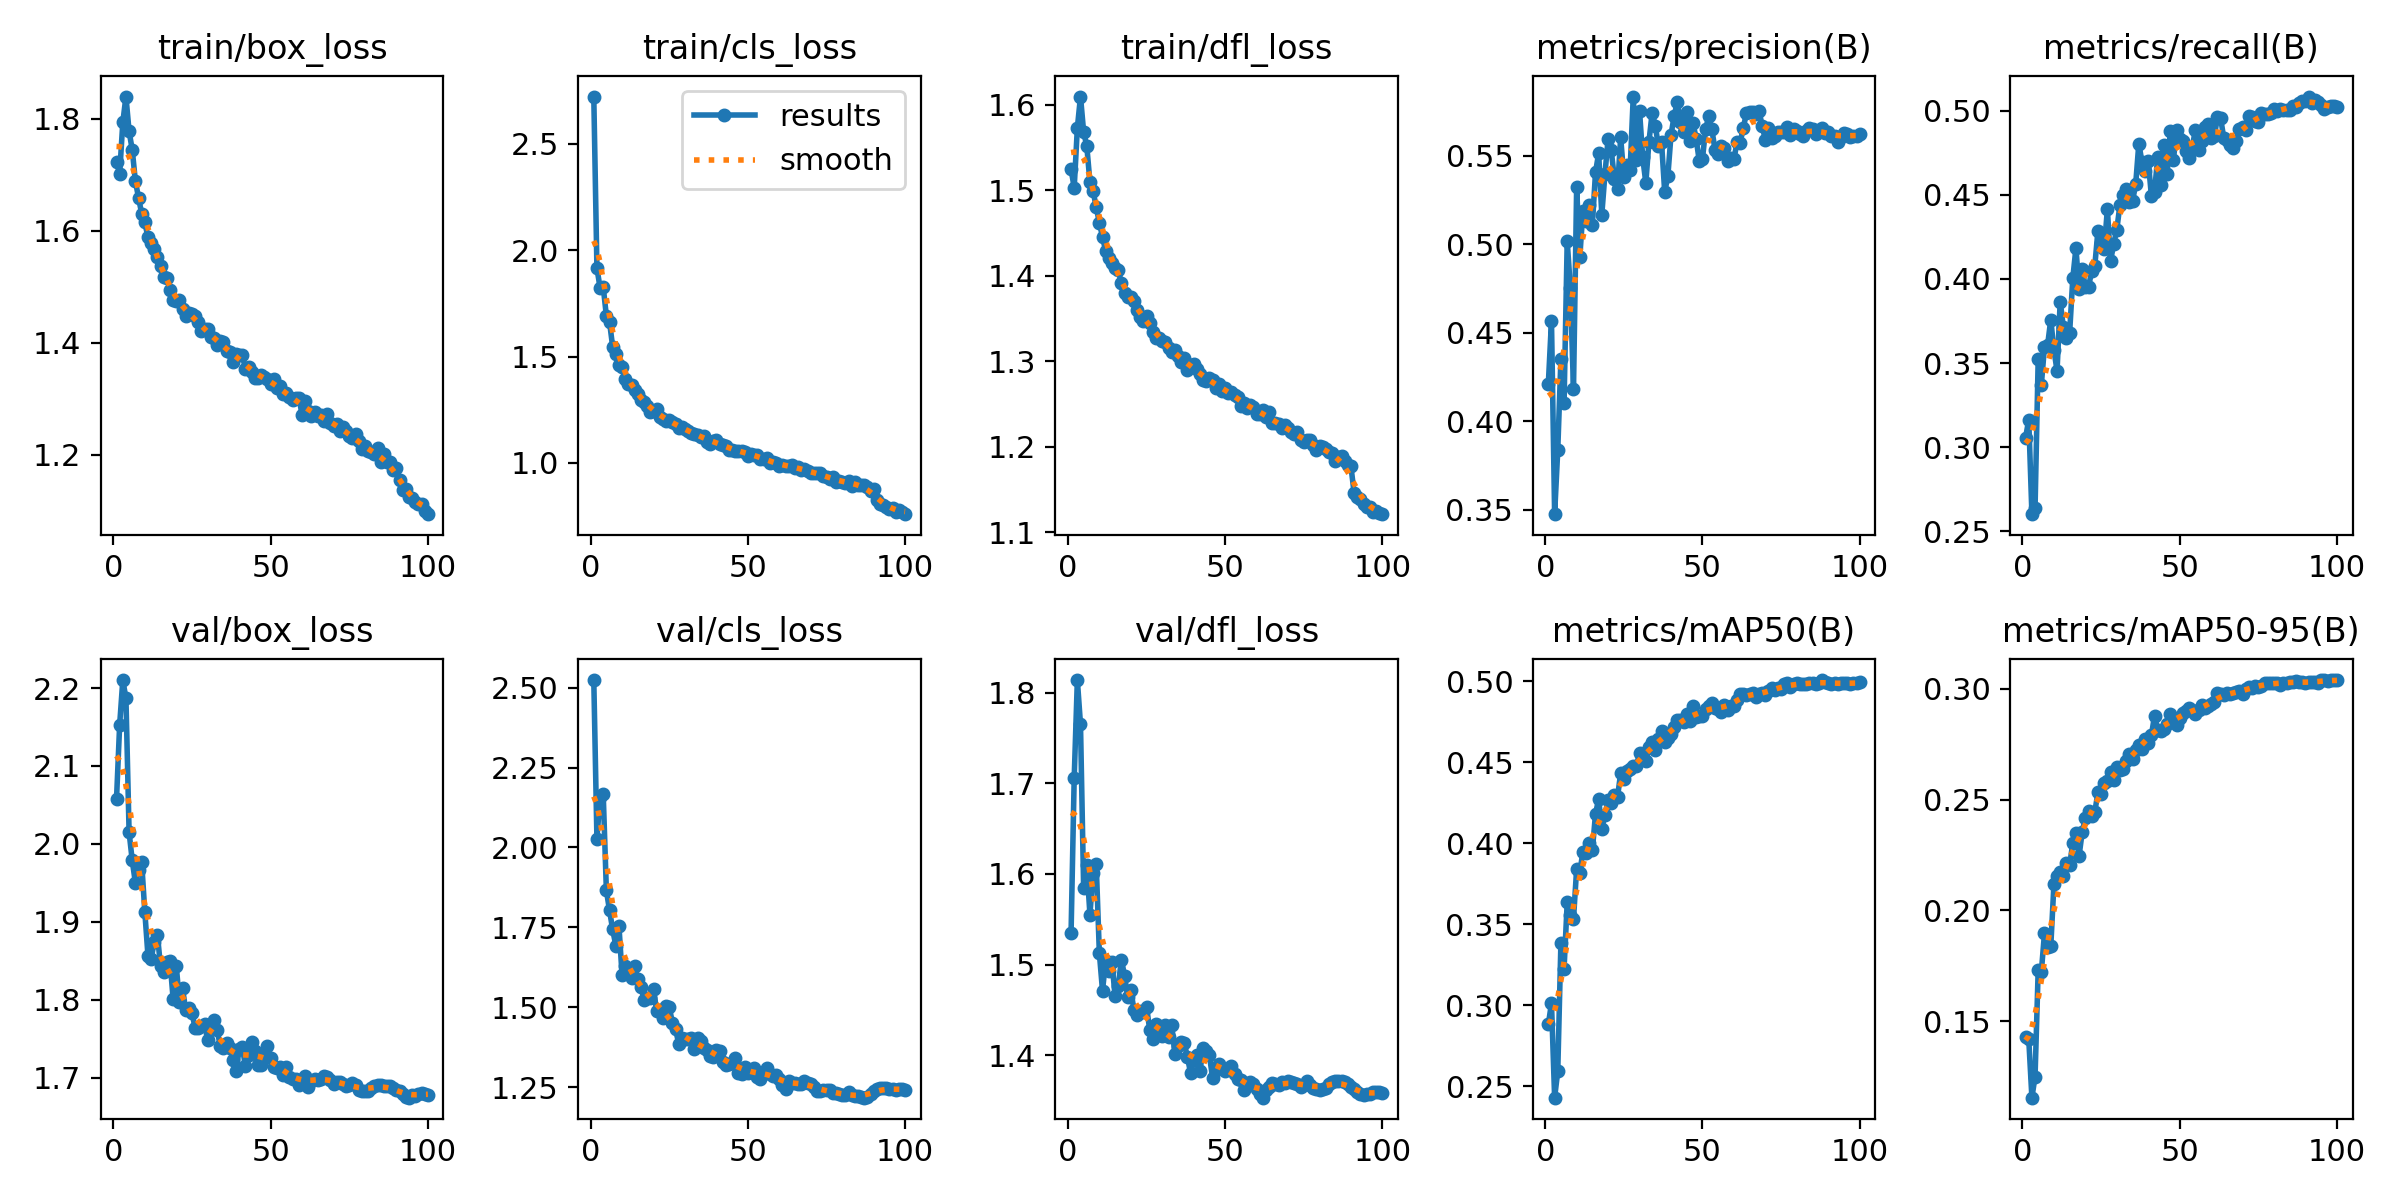 train/box_loss
1.8
1.6
1.4
1.2
0 50 100
train/cls_loss
results
smooth
2.5
2.0
1.5
1.0
0 50 100
train/dfl_loss
1.6
1.5
1.4
1.3
1.2
1.1
0 50 100
metrics/precision(B)
0.55
0.50
0.45
0.40
0.35
0 50 100
metrics/recall(B)
0.50
0.45
0.40
0.35
0.30
0.25
0 50 100
val/box_loss
2.2
2.1
2.0
1.9
1.8
1.7
0 50 100
val/cls_loss
2.50
2.25
2.00
1.75
1.50
1.25
0 50 100
val/dfl_loss
1.8
1.7
1.6
1.5
1.4
0 50 100
metrics/mAP50(B)
0.50
0.45
0.40
0.35
0.30
0.25
0 50 100
metrics/mAP50-95(B)
0.30
0.25
0.20
0.15
0 50 100